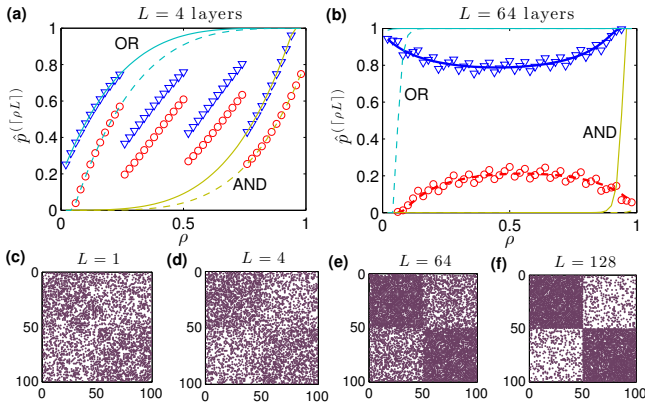 (a) L = 4 layers
(b) L = 64 layers
p̂^(⌈ρL⌉)
1
0.8
0.6
0.4
0.2
0
OR
AND
0 0.5 1
ρ
p̂^(⌈ρL⌉)
1
0.8
0.6
0.4
0.2
0
OR
AND
0 0.5 1
ρ
(c) L = 1
(d) L = 4
(e) L = 64
(f) L = 128
0
50
100
0 50 100
0
50
100
0 50 100
0
50
100
0 50 100
0
50
100
0 50 100